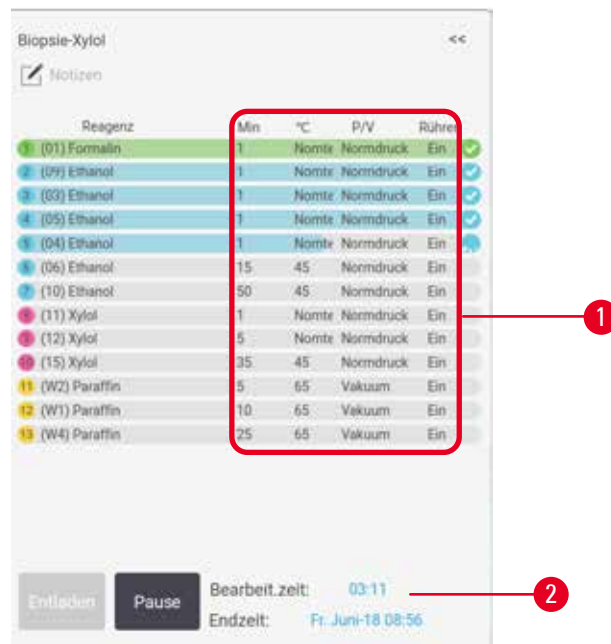 Biopsie-Xylol <<
Notizen
Reagenz Min °C P/V Rühren
1 (01) Formalin 1 Nomte Normdruck Ein
2 (09) Ethanol 1 Nomte Normdruck Ein
3 (03) Ethanol 1 Nomte Normdruck Ein
4 (05) Ethanol 1 Nomte Normdruck Ein
5 (04) Ethanol 1 Nomte Normdruck Ein
6 (06) Ethanol 15 45 Normdruck Ein
7 (10) Ethanol 50 45 Normdruck Ein
8 (11) Xylol 1 Nomte Normdruck Ein
9 (12) Xylol 5 Nomte Normdruck Ein
10 (15) Xylol 35 45 Normdruck Ein
11 (W2) Paraffin 5 65 Vakuum Ein
12 (W1) Paraffin 10 65 Vakuum Ein
13 (W4) Paraffin 25 65 Vakuum Ein
1
Entladen Pause Bearbeit.zeit: 03:11 2
Endzeit: Fr. Juni-18 08:56